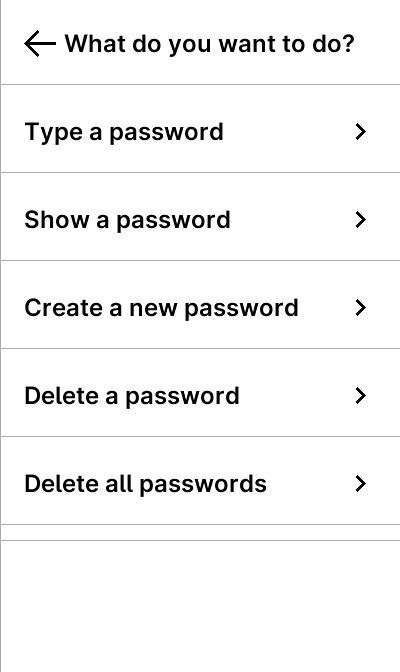 What do you want to do?
Type a password
Show a password
Create a new password
Delete a password
Delete all passwords